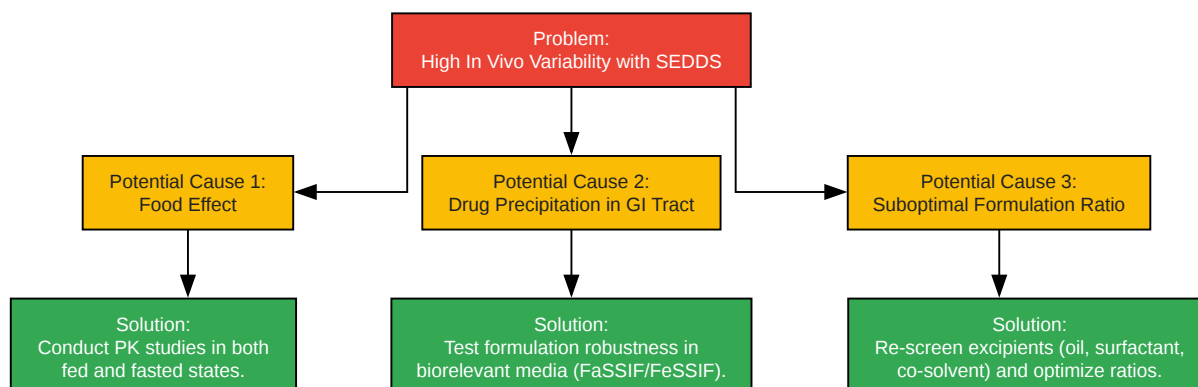 Problem:
High In Vivo Variability with SEDDS
Potential Cause 1:
Food Effect
Potential Cause 2:
Drug Precipitation in GI Tract
Potential Cause 3:
Suboptimal Formulation Ratio
Solution:
Conduct PK studies in both
fed and fasted states.
Solution:
Test formulation robustness in
biorelevant media (FaSSIF/FeSSIF).
Solution:
Re-screen excipients (oil, surfactant,
co-solvent) and optimize ratios.